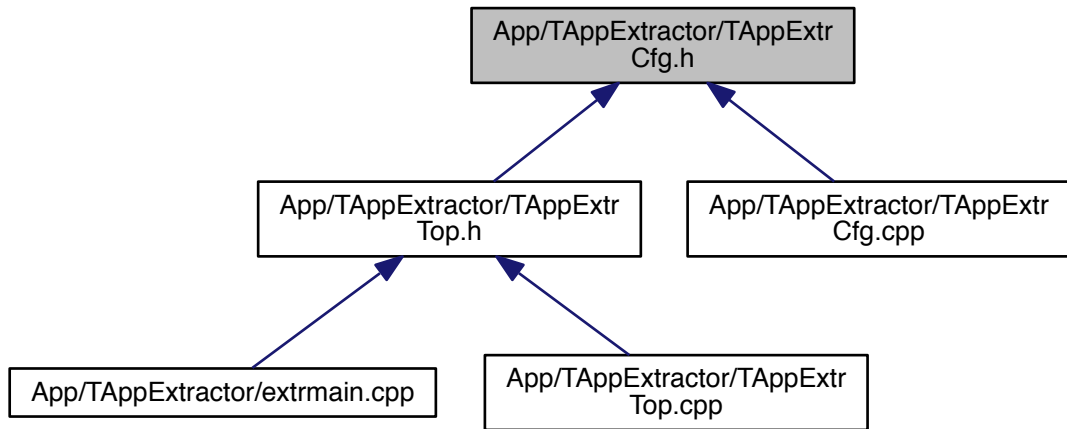 App/TAppExtractor/TAppExtr
Cfg.h
App/TAppExtractor/TAppExtr
Top.h
App/TAppExtractor/TAppExtr
Cfg.cpp
App/TAppExtractor/extrmain.cpp
App/TAppExtractor/TAppExtr
Top.cpp